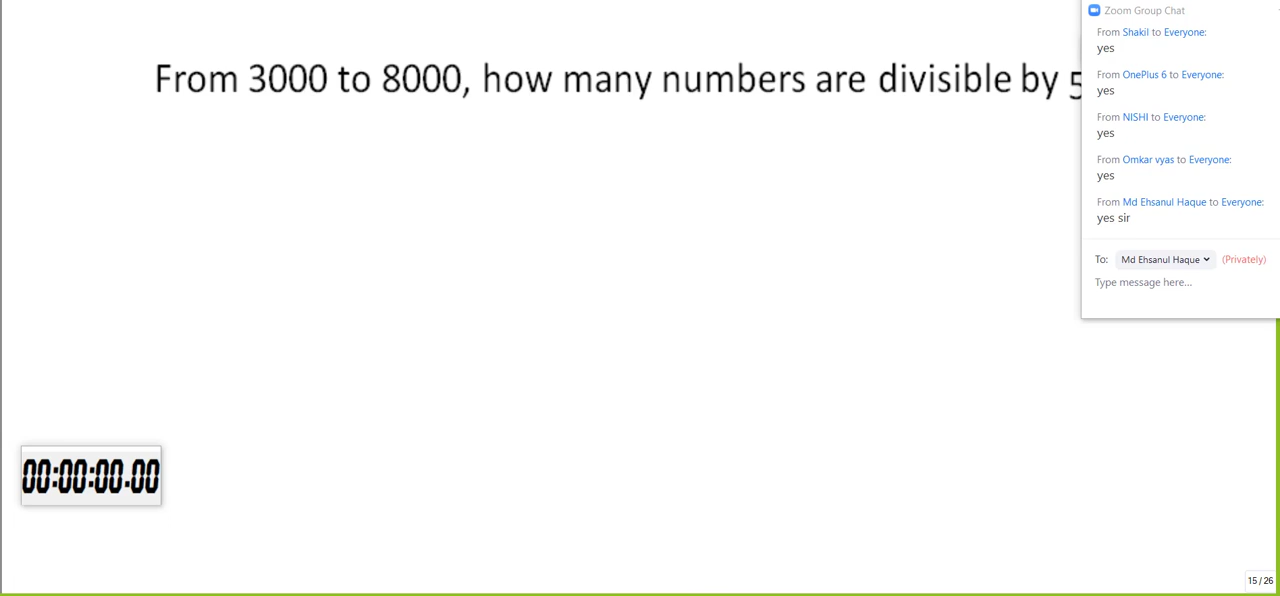 From 3000 to 8000, how many numbers are divisible by
Zoom Group Chat
From Shakil to Everyone:
yes
From OnePlus 6 to Everyone:
yes
From NISHI to Everyone:
yes
From Omkar vyas to Everyone:
yes
From Md Ehsanul Haque to Everyone:
yes sir
To: Md Ehsanul Haque (Privately)
Type message here...
00:00:00.00
15 / 26